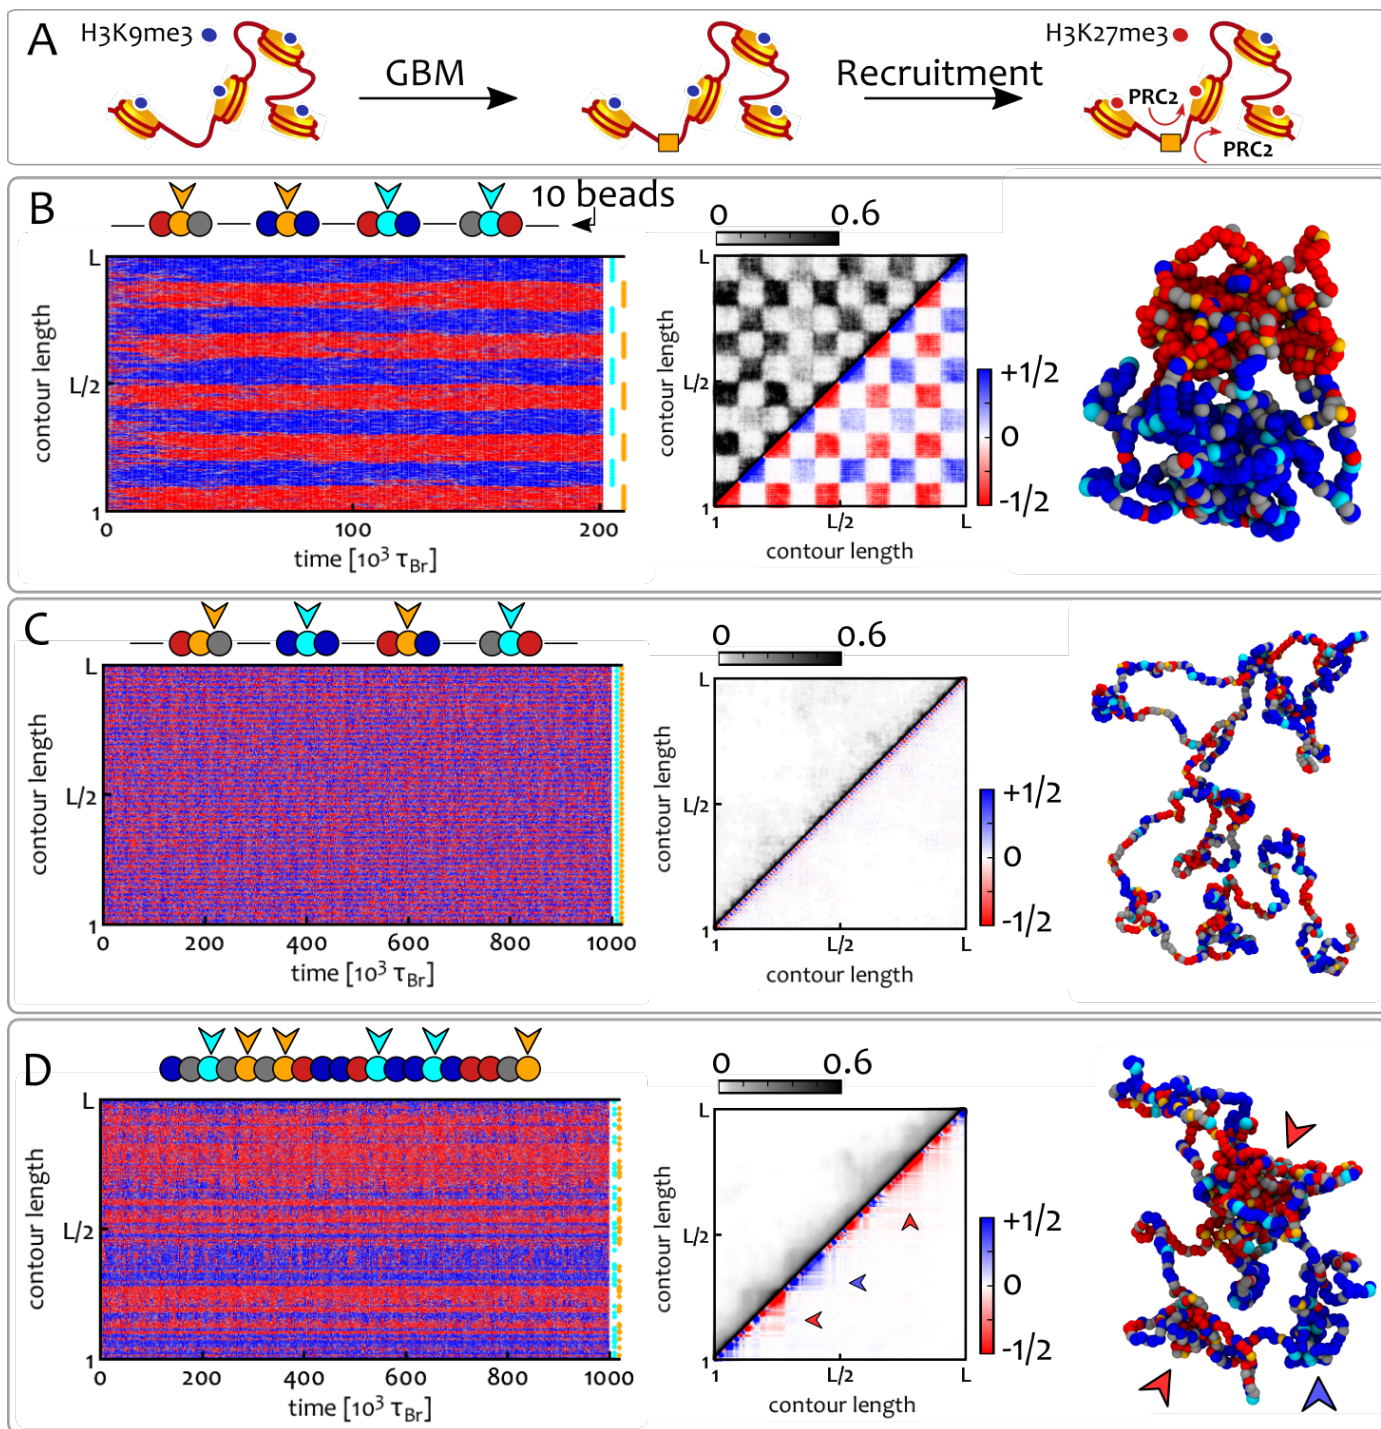 A
H3K9me3
GBM
Recruitment
H3K27me3
PRC2
PRC2
B
10 beads
L
L/2
1
contour length
0
100
200
time [10³ τBr]
0
0.6
L
L/2
1
contour length
1
L/2
L
contour length
+1/2
0
-1/2
C
L
L/2
1
contour length
0
200
400
600
800
1000
time [10³ τBr]
0
0.6
L
L/2
1
contour length
1
L/2
L
contour length
+1/2
0
-1/2
D
L
L/2
1
contour length
0
200
400
600
800
1000
time [10³ τBr]
0
0.6
L
L/2
1
contour length
1
L/2
L
contour length
+1/2
0
-1/2